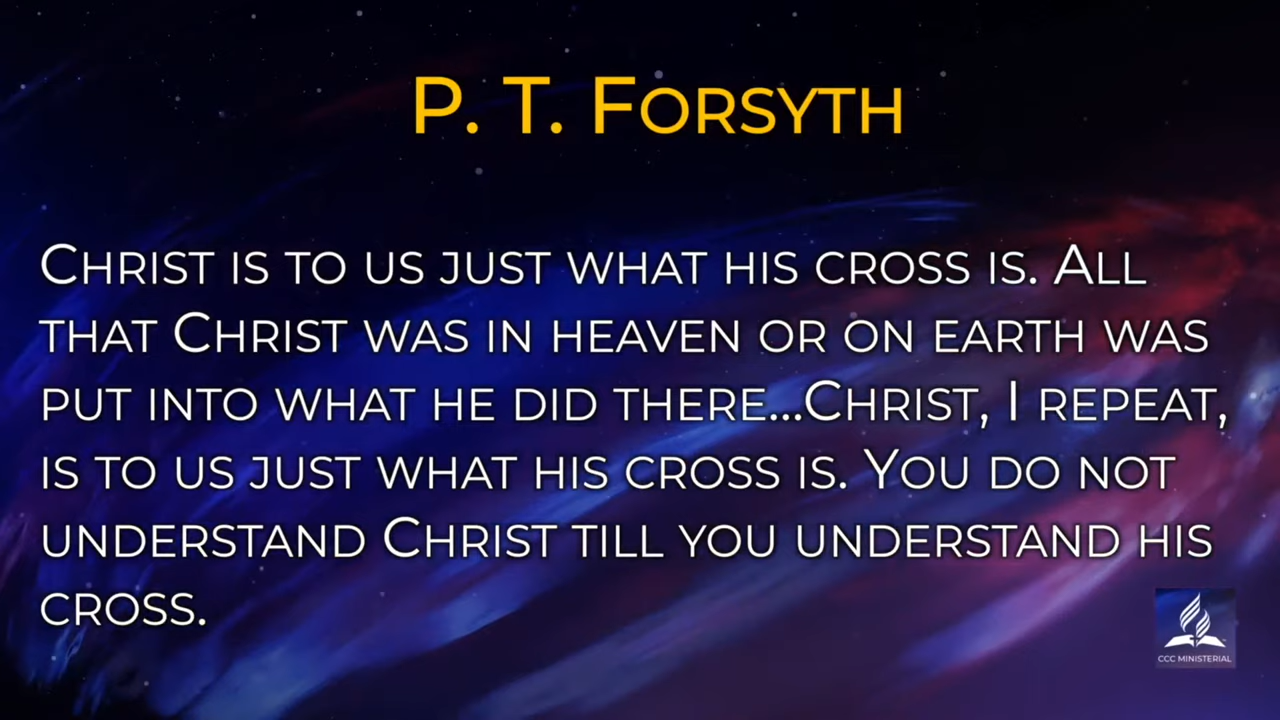 P. T. Forsyth
Christ is to us just what his cross is. All
that Christ was in heaven or on earth was
put into what he did there...Christ, I repeat,
is to us just what his cross is. You do not
understand Christ till you understand his
cross.
CCC MINISTERIAL